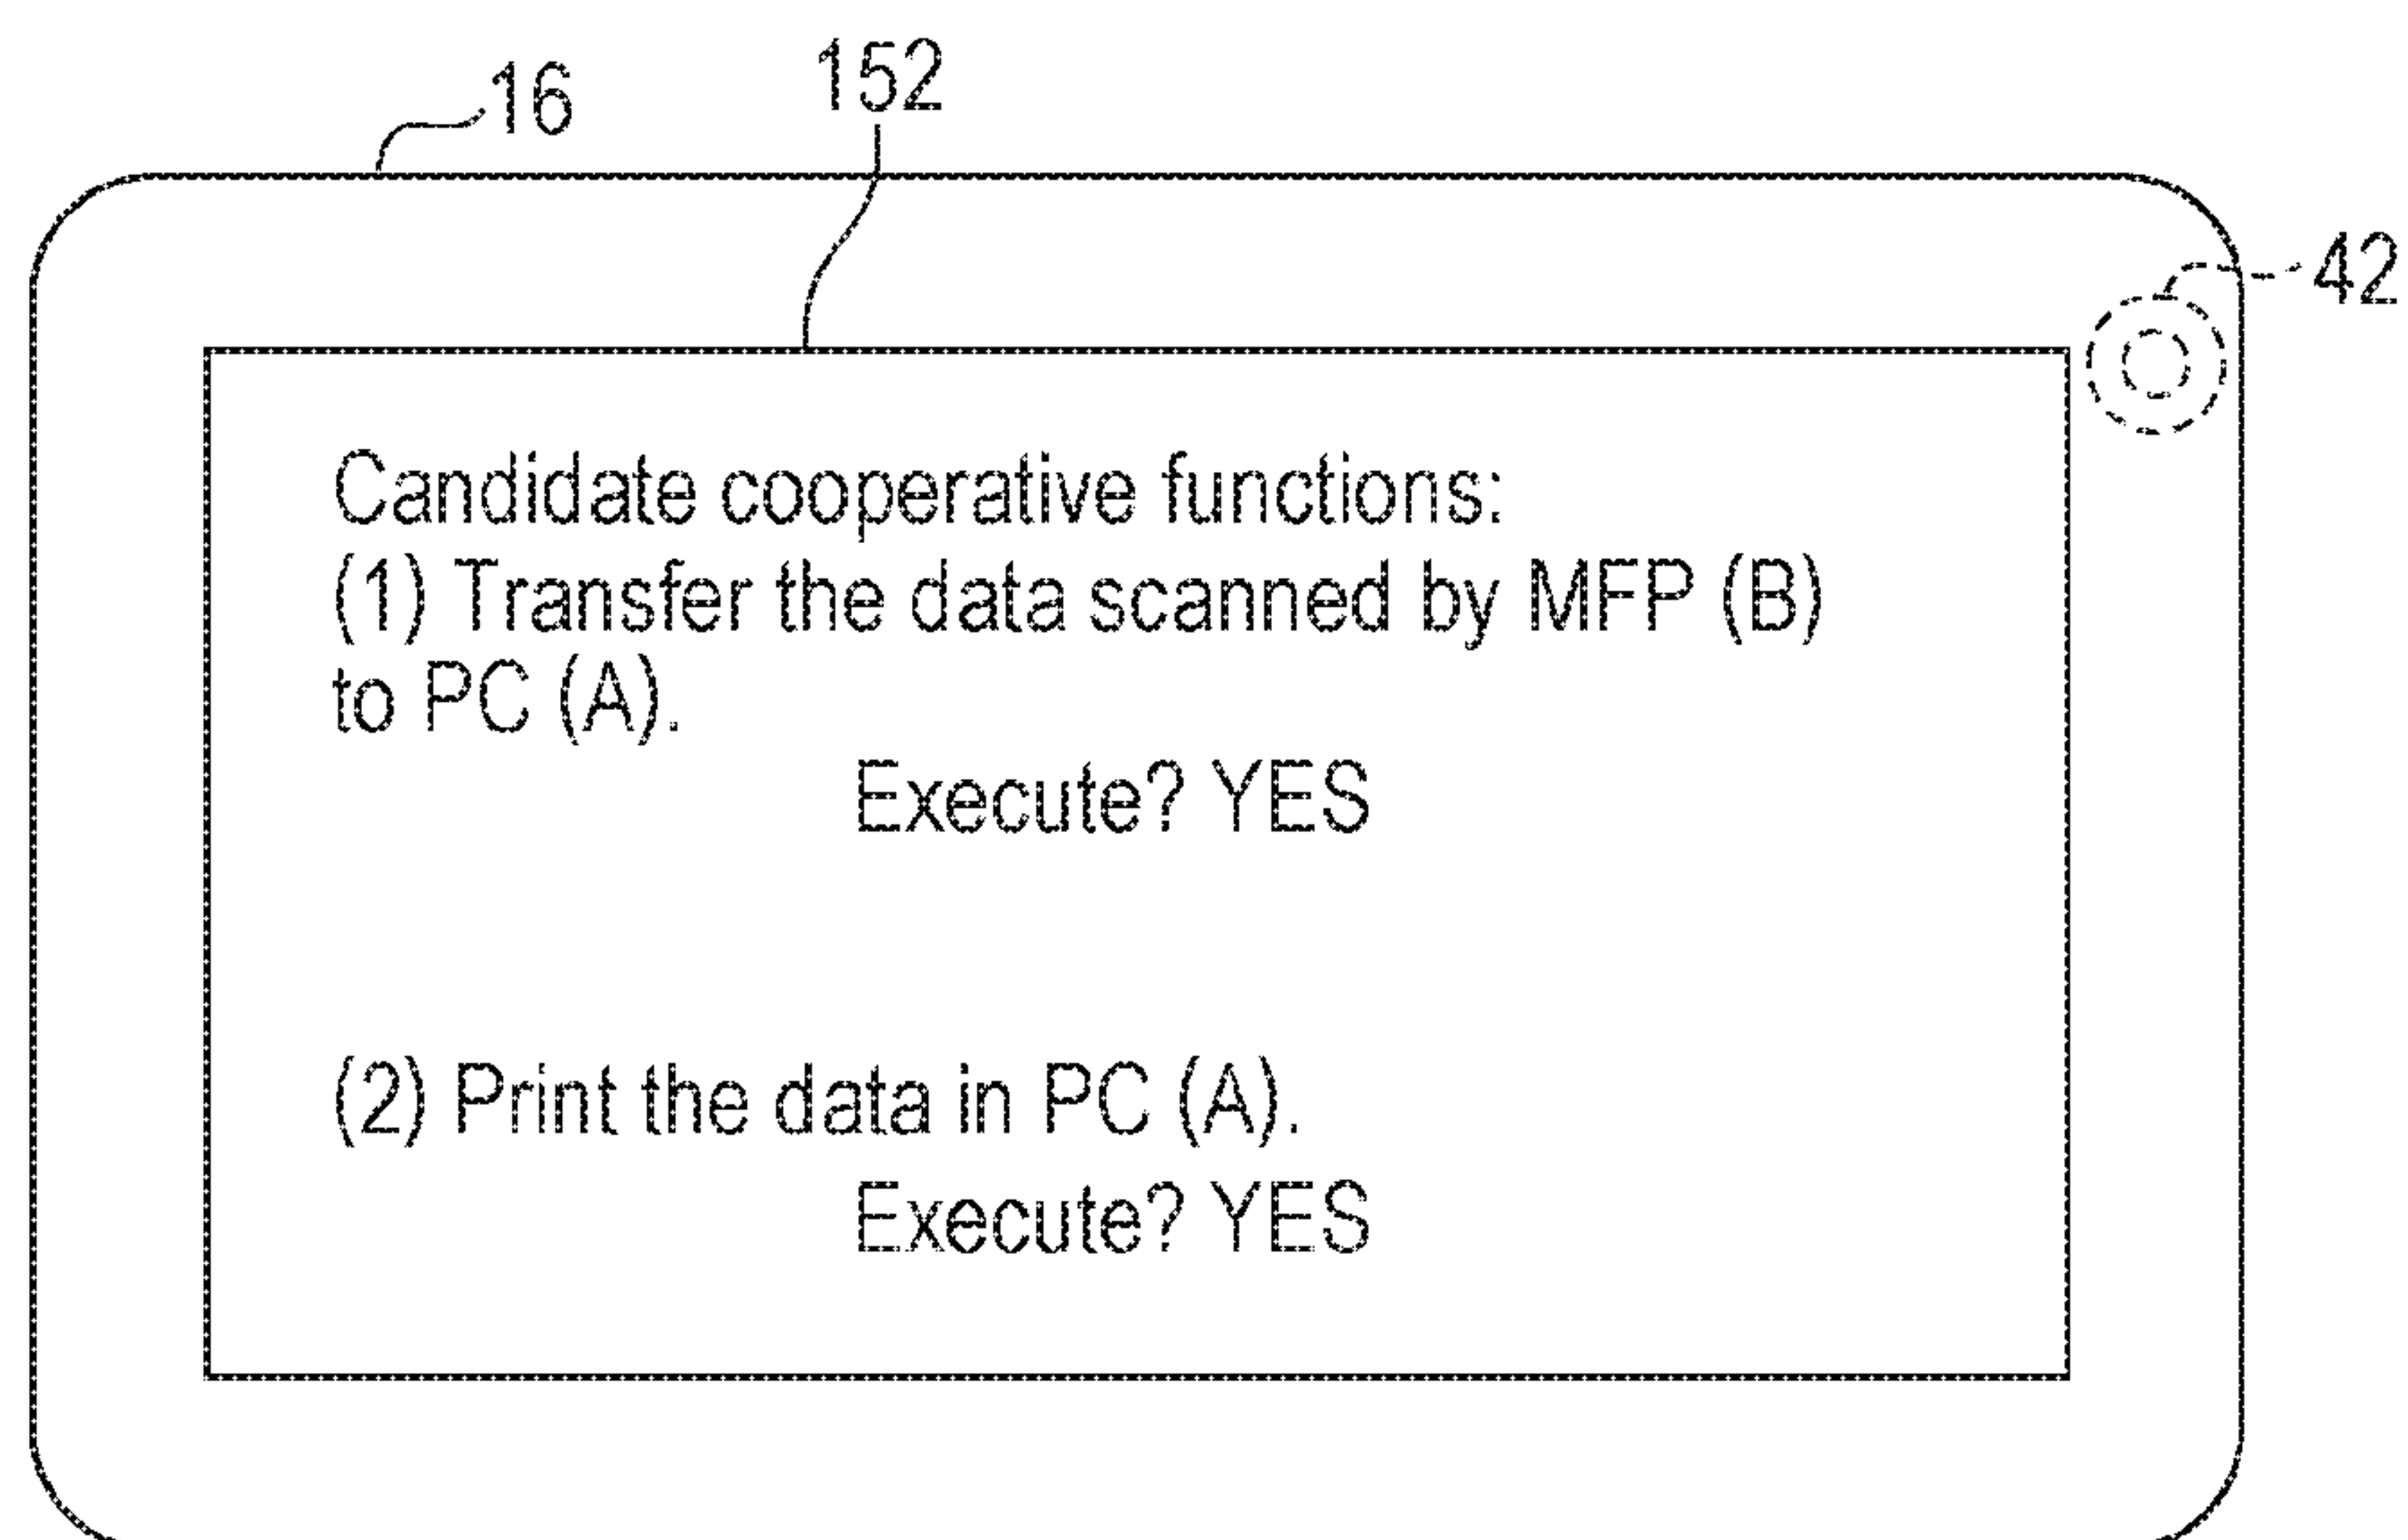 16
152
42
Candidate cooperative functions:
(1) Transfer the data scanned by MFP (B)
to PC (A).
Execute? YES
(2) Print the data in PC (A).
Execute? YES